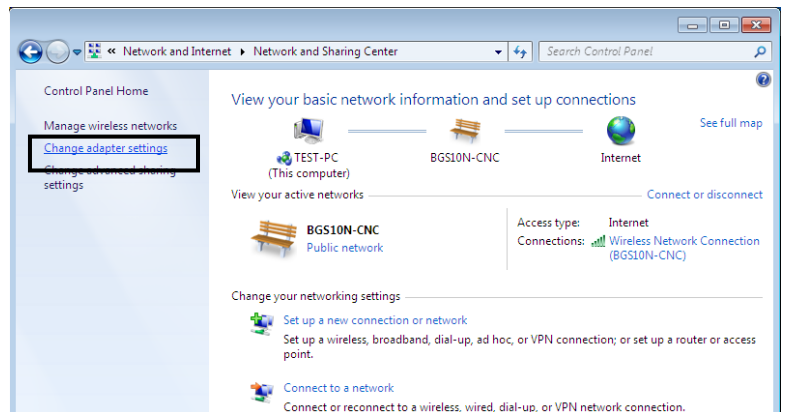 « Network and Internet ▸ Network and Sharing Center
Search Control Panel
Control Panel Home
Manage wireless networks
Change adapter settings
Change advanced sharing
settings
View your basic network information and set up connections
See full map
TEST-PC
(This computer)
BGS10N-CNC
Internet
View your active networks
Connect or disconnect
BGS10N-CNC
Public network
Access type: Internet
Connections: Wireless Network Connection
(BGS10N-CNC)
Change your networking settings
Set up a new connection or network
Set up a wireless, broadband, dial-up, ad hoc, or VPN connection; or set up a router or access
point.
Connect to a network
Connect or reconnect to a wireless, wired, dial-up, or VPN network connection.